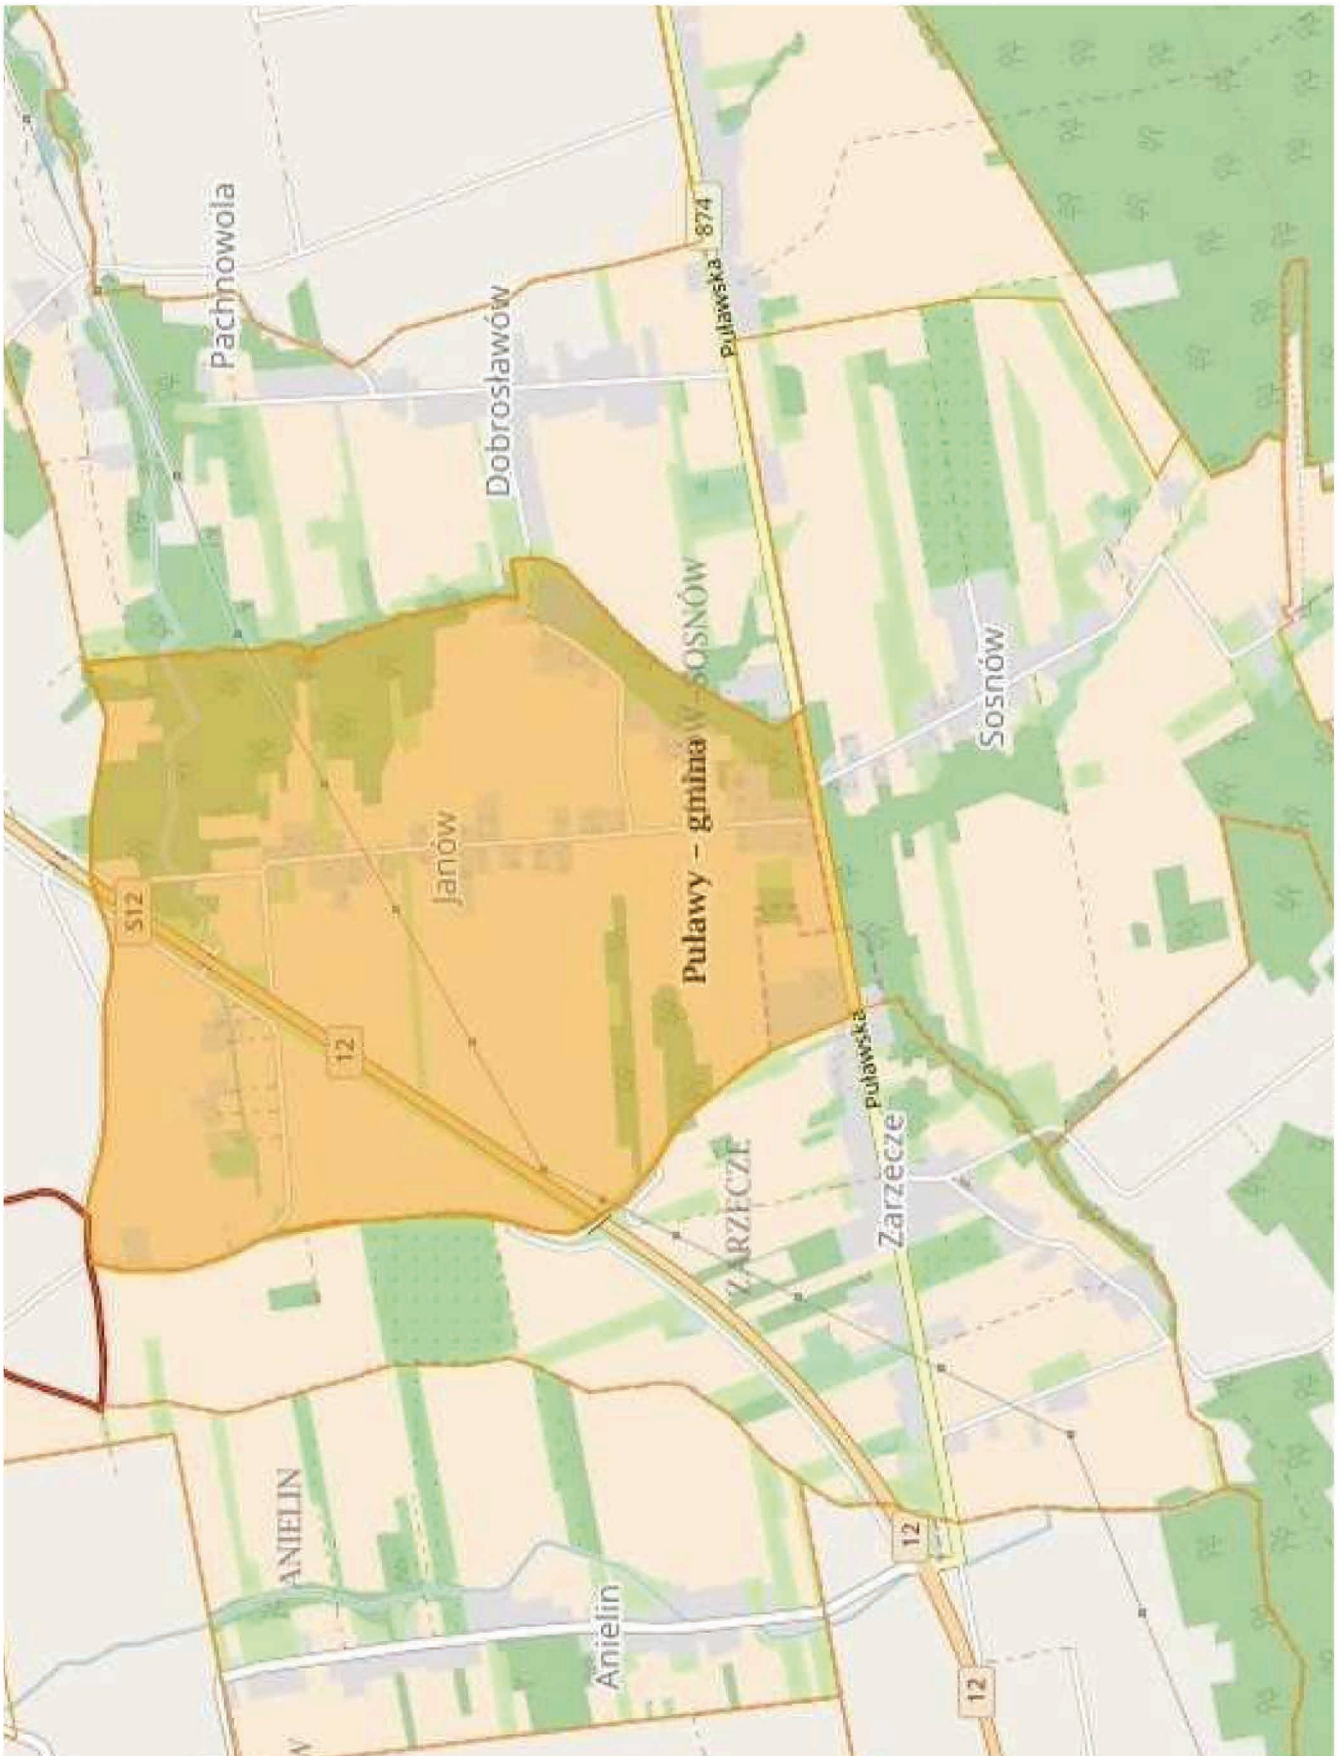 Pachnowola
Dobrosławów
874
Puławska
SOSNÓW
Sosnów
Janów
Puławy – gmina
S12
12
Puławska
Zarzecze
ZARZECZE
ANIELIN
Anielin
12
12
W